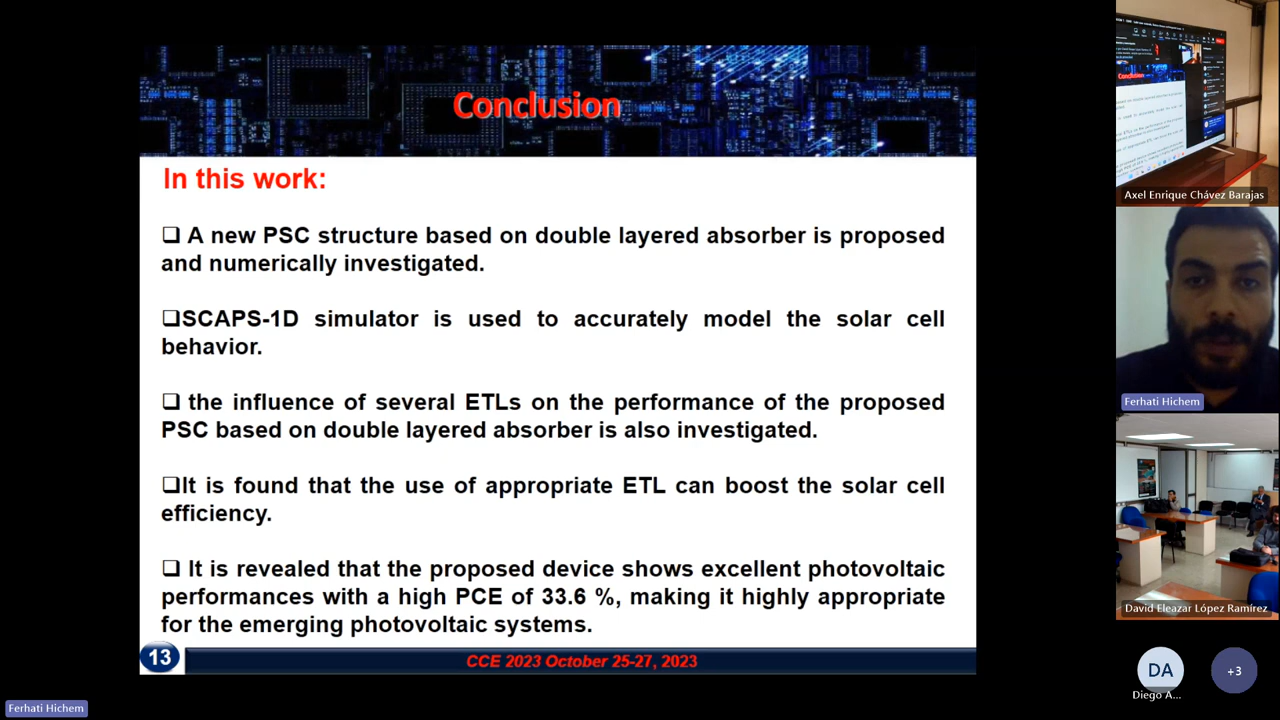 Conclusion
In this work:
❑ A new PSC structure based on double layered absorber is proposed
and numerically investigated.
❑SCAPS-1D simulator is used to accurately model the solar cell
behavior.
❑ the influence of several ETLs on the performance of the proposed
PSC based on double layered absorber is also investigated.
❑It is found that the use of appropriate ETL can boost the solar cell
efficiency.
❑ It is revealed that the proposed device shows excellent photovoltaic
performances with a high PCE of 33.6 %, making it highly appropriate
for the emerging photovoltaic systems.
13
CCE 2023 October 25-27, 2023
Ferhati Hichem
Conclusion
Axel Enrique Chávez Barajas
Ferhati Hichem
David Eleazar López Ramírez
DA
+3
Diego A...